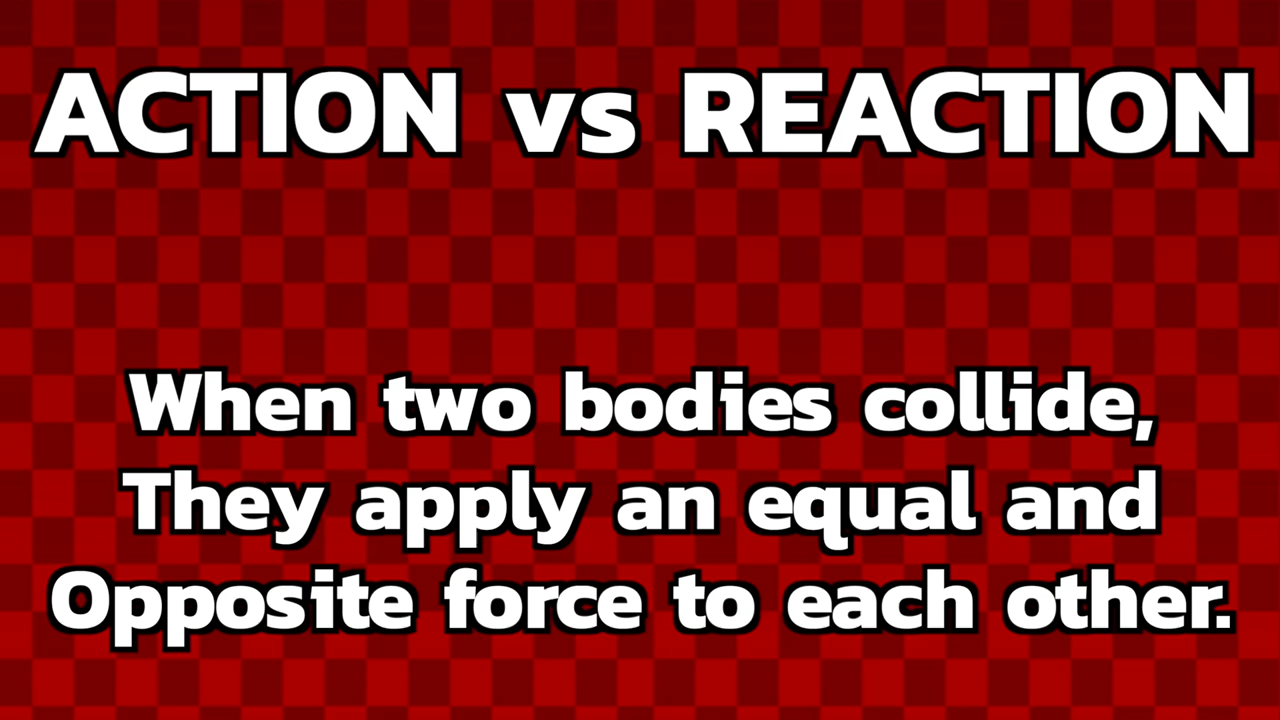 ACTION vs REACTION
When two bodies collide,
They apply an equal and
Opposite force to each other.